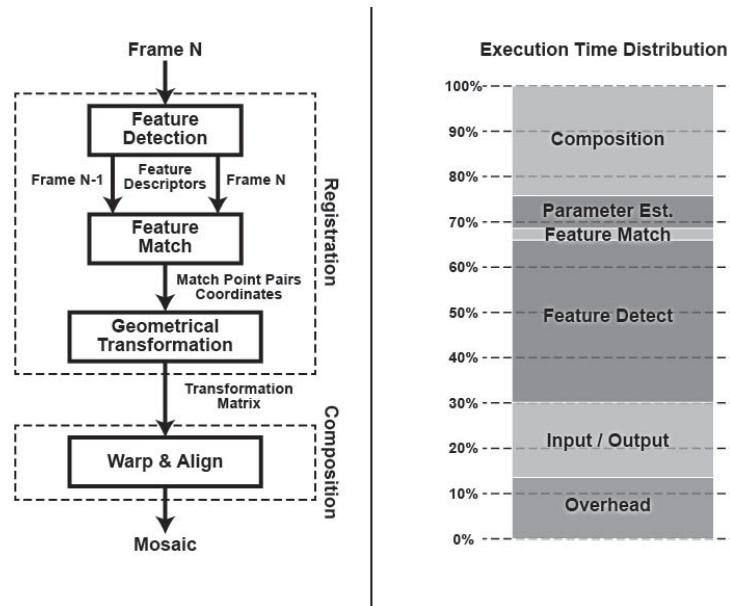 Frame N
Feature
Detection
Frame N-1
Feature
Descriptors
Frame N
Feature
Match
Match Point Pairs
Coordinates
Geometrical
Transformation
Registration
Transformation
Matrix
Warp & Align
Composition
Mosaic
Execution Time Distribution
100%
90%
80%
70%
60%
50%
40%
30%
20%
10%
0%
Composition
Parameter Est.
Feature Match
Feature Detect
Input / Output
Overhead